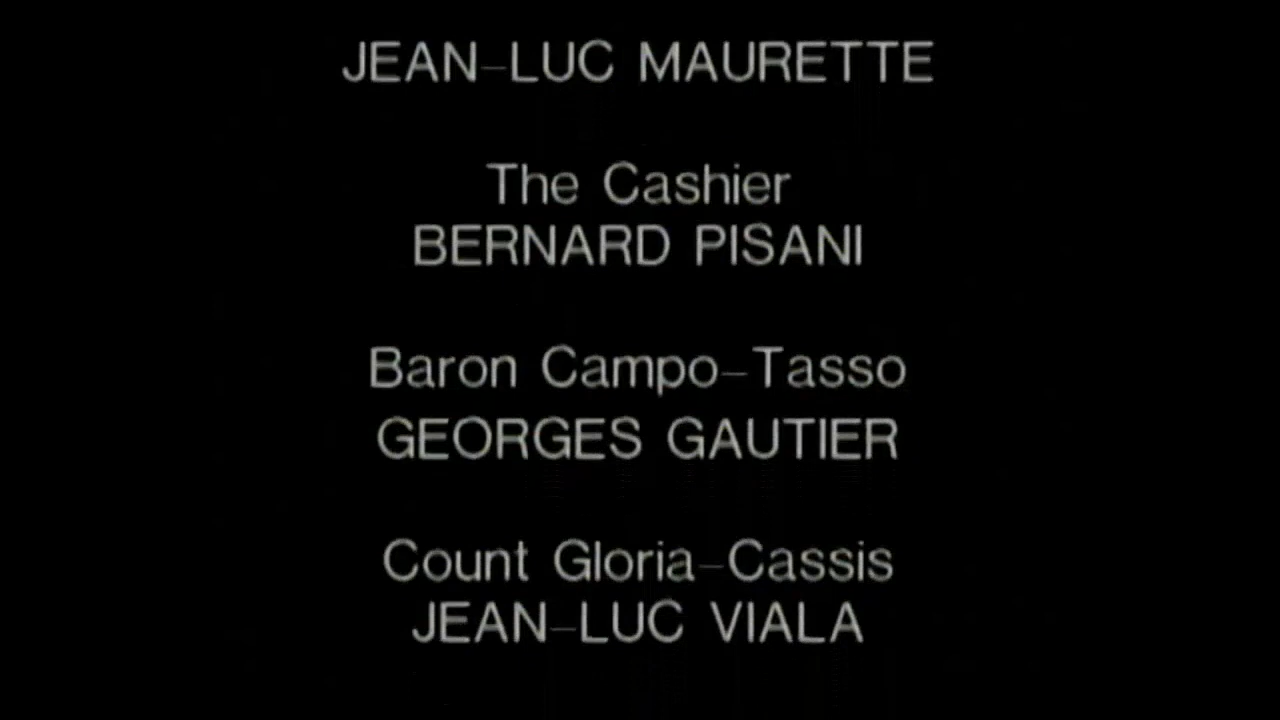 JEAN–LUC MAURETTE
The Cashier
BERNARD PISANI
Baron Campo–Tasso
GEORGES GAUTIER
Count Gloria–Cassis
JEAN–LUC VIALA